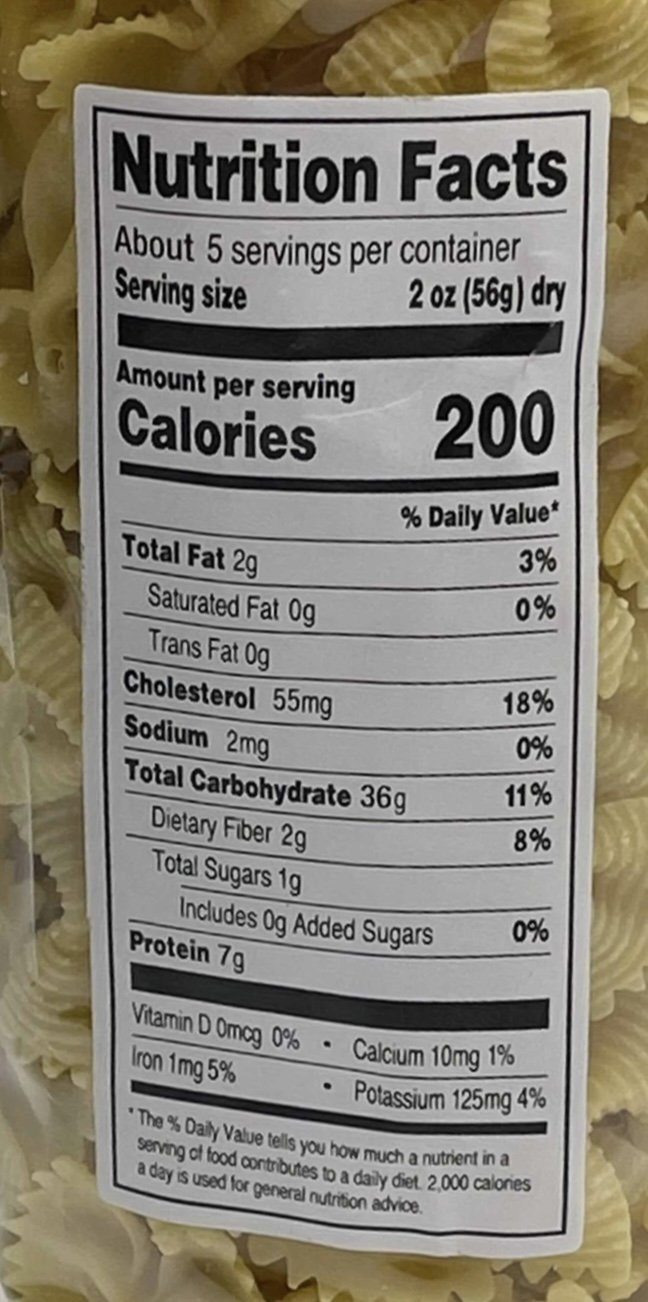 Nutrition Facts
About 5 servings per container
Serving size 2 oz (56g) dry
Amount per serving
Calories 200
% Daily Value*
Total Fat 2g 3%
Saturated Fat 0g 0%
Trans Fat 0g
Cholesterol 55mg 18%
Sodium 2mg 0%
Total Carbohydrate 36g 11%
Dietary Fiber 2g 8%
Total Sugars 1g
Includes 0g Added Sugars 0%
Protein 7g
Vitamin D 0mcg 0% • Calcium 10mg 1%
Iron 1mg 5% • Potassium 125mg 4%
* The % Daily Value tells you how much a nutrient in a
serving of food contributes to a daily diet. 2,000 calories
a day is used for general nutrition advice.